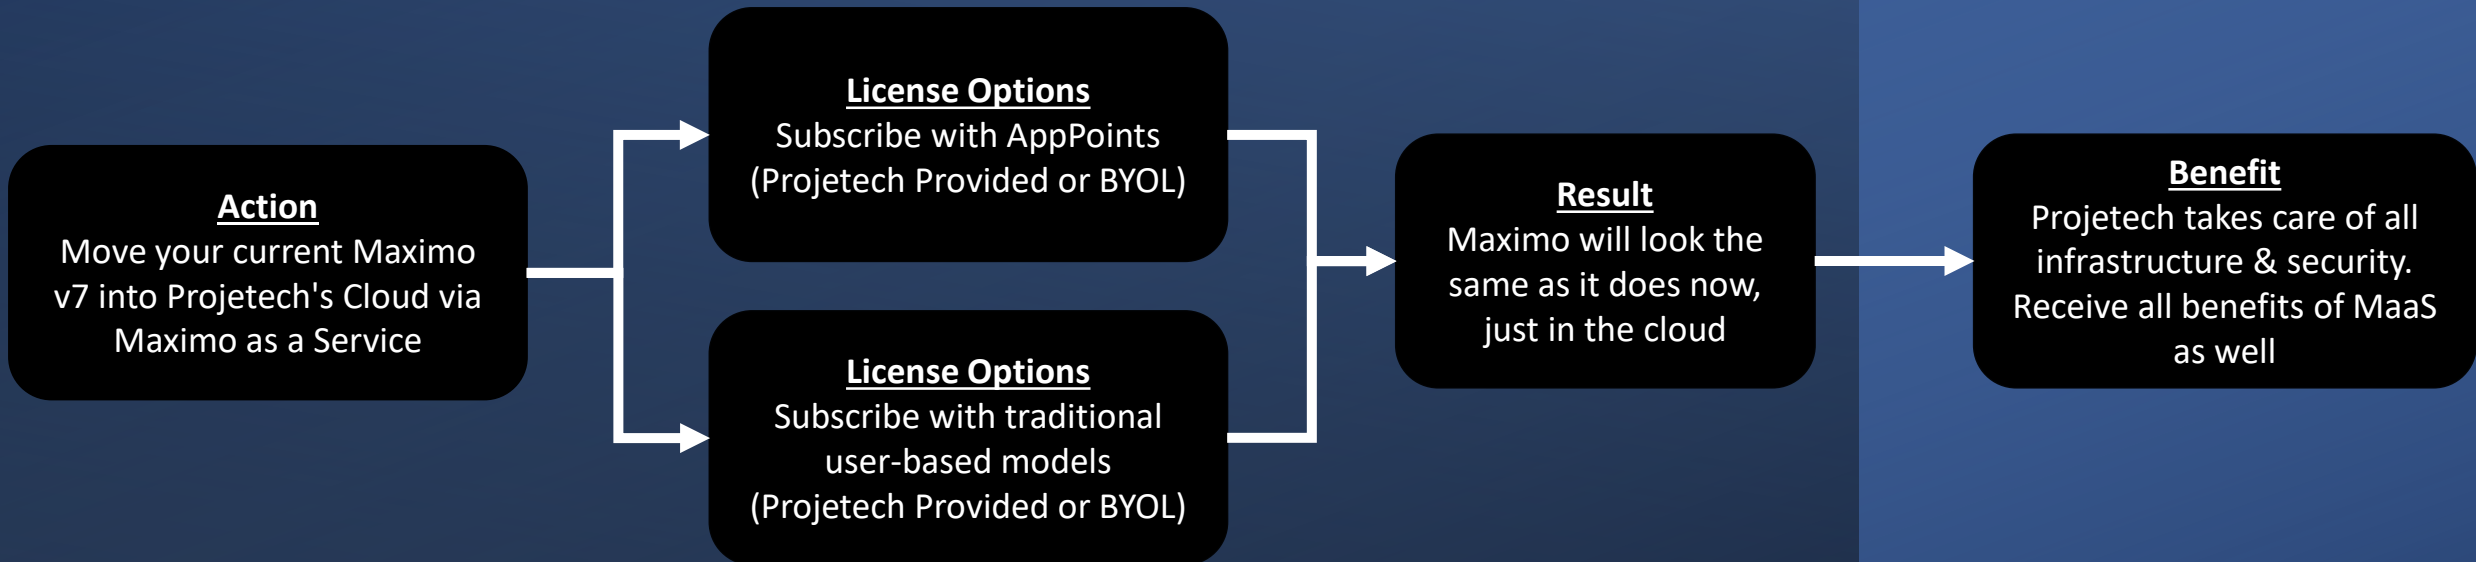 Action
Move your current Maximo
v7 into Projetech's Cloud via
Maximo as a Service
License Options
Subscribe with AppPoints
(Projetech Provided or BYOL)
License Options
Subscribe with traditional
user-based models
(Projetech Provided or BYOL)
Result
Maximo will look the
same as it does now,
just in the cloud
Benefit
Projetech takes care of all
infrastructure & security.
Receive all benefits of MaaS
as well